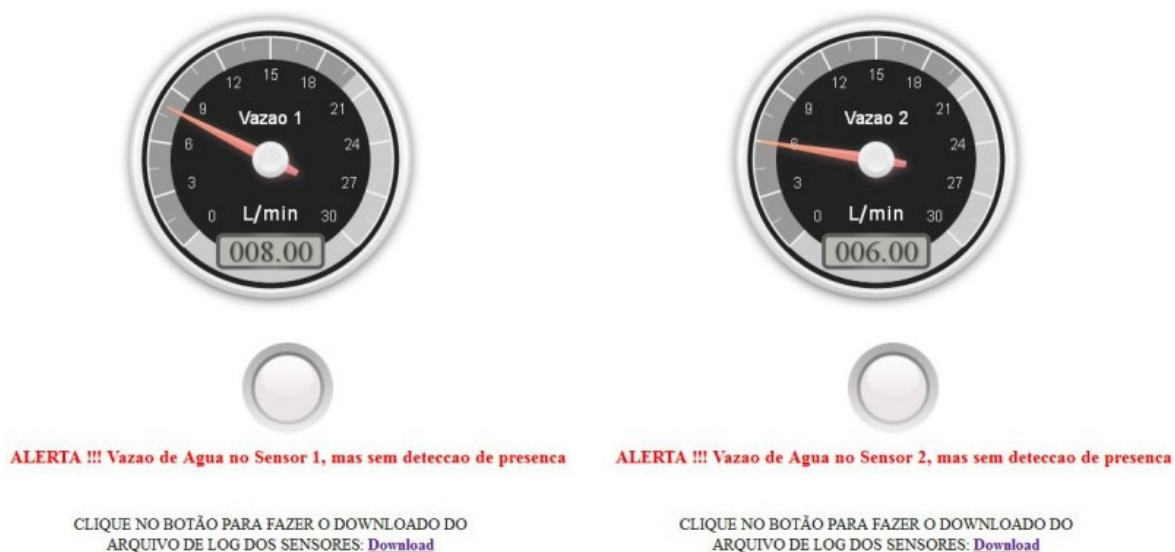 15
12
18
9
21
Vazao 1
6
24
3
27
0
L/min
30
008.00
ALERTA !!! Vazao de Agua no Sensor 1, mas sem deteccao de presenca
CLIQUE NO BOTÃO PARA FAZER O DOWNLOADO DO
ARQUIVO DE LOG DOS SENSORES: Download
15
12
18
9
21
Vazao 2
6
24
3
27
0
L/min
30
006.00
ALERTA !!! Vazao de Agua no Sensor 2, mas sem deteccao de presenca
CLIQUE NO BOTÃO PARA FAZER O DOWNLOADO DO
ARQUIVO DE LOG DOS SENSORES: Download